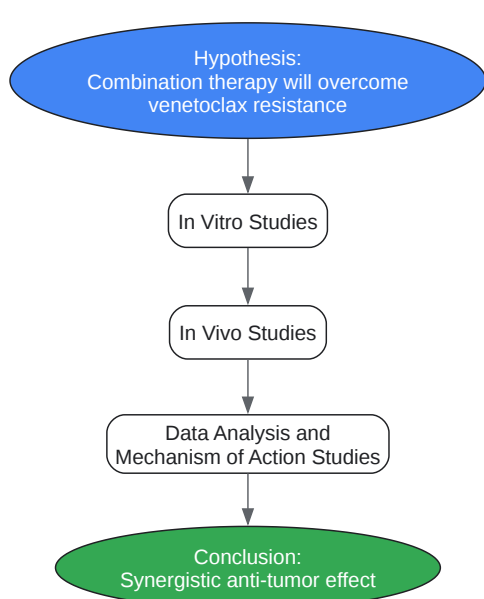 Hypothesis:
Combination therapy will overcome
venetoclax resistance
In Vitro Studies
In Vivo Studies
Data Analysis and
Mechanism of Action Studies
Conclusion:
Synergistic anti-tumor effect